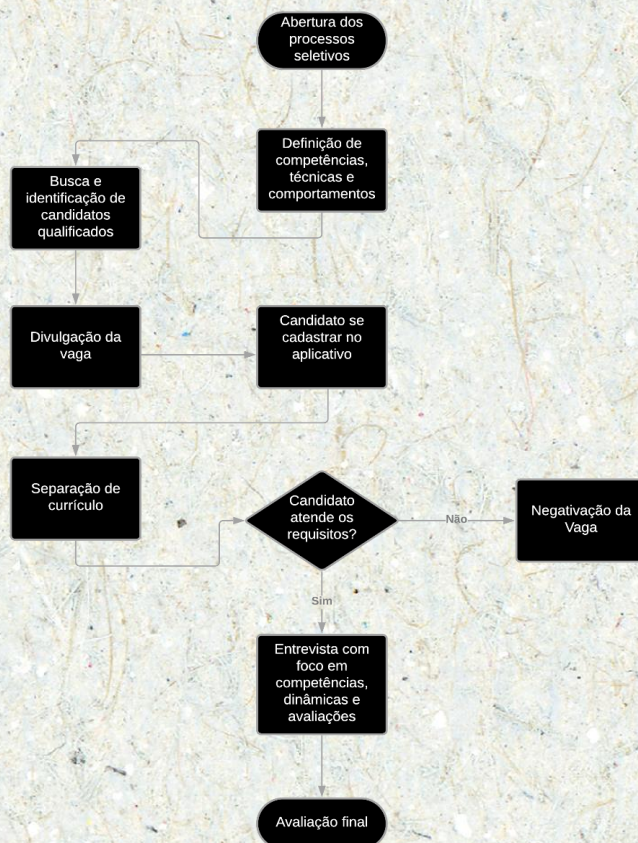 Abertura dos
processos
seletivos
Definição de
competências,
técnicas e
comportamentos
Busca e
identificação de
candidatos
qualificados
Divulgação da
vaga
Candidato se
cadastrar no
aplicativo
Separação de
currículo
Candidato
atende os
requisitos?
Não
Negativação da
Vaga
Sim
Entrevista com
foco em
competências,
dinâmicas e
avaliações
Avaliação final